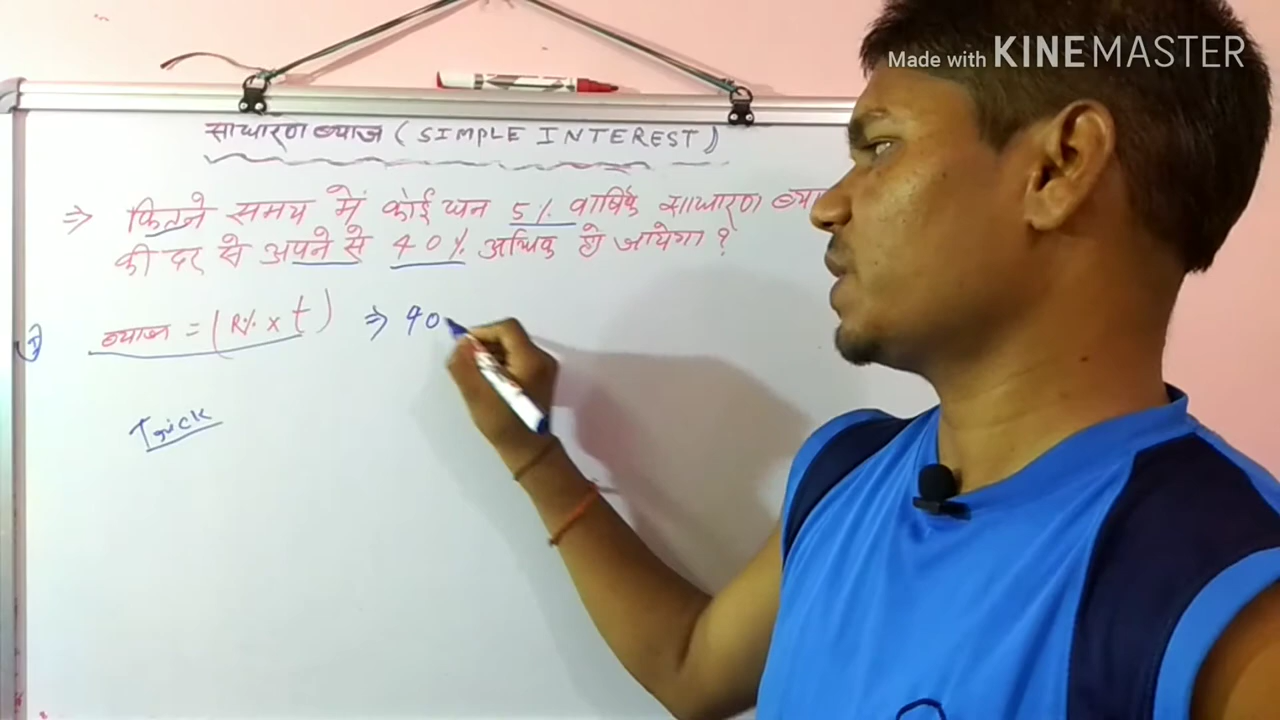 Made with KINEMASTER
साधारण ब्याज ( SIMPLE INTEREST )
⇒ कितने समय में कोई धन 5% वार्षिक साधारण ब्या
की दर से अपने से 40% अधिक हो जायेगा ?
ब्याज = ( R% × t ) ⇒ 40
Trick